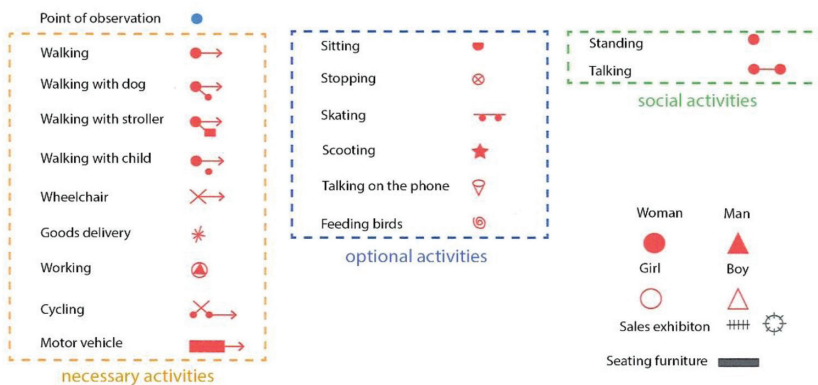 Point of observation
Walking
Walking with dog
Walking with stroller
Walking with child
Wheelchair
Goods delivery
Working
Cycling
Motor vehicle
necessary activities
Sitting
Stopping
Skating
Scooting
Talking on the phone
Feeding birds
optional activities
Standing
Talking
social activities
Woman Man
Girl Boy
Sales exhibiton
Seating furniture